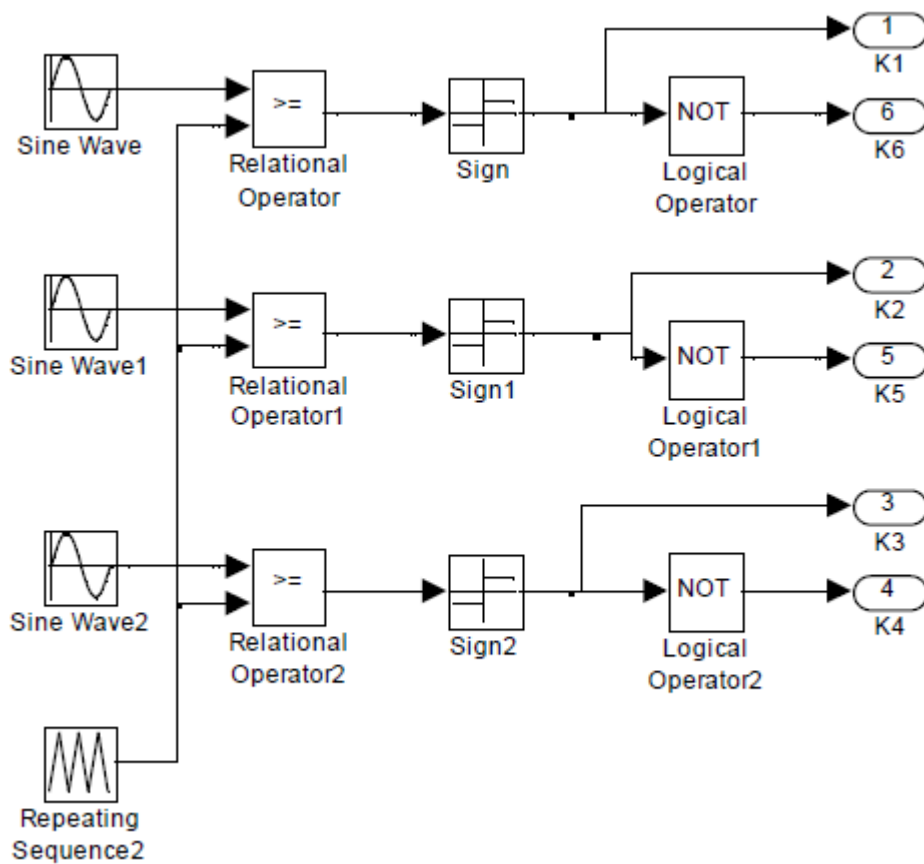 1
K1
Sine Wave
>=
Relational
Operator
Sign
NOT
Logical
Operator
6
K6
Sine Wave1
>=
Relational
Operator1
Sign1
2
K2
NOT
Logical
Operator1
5
K5
Sine Wave2
>=
Relational
Operator2
Sign2
3
K3
NOT
Logical
Operator2
4
K4
Repeating
Sequence2